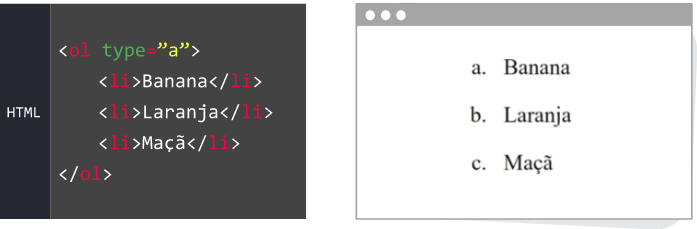 HTML
<ol type=”a”>
<li>Banana</li>
<li>Laranja</li>
<li>Maçã</li>
</ol>
a. Banana
b. Laranja
c. Maçã